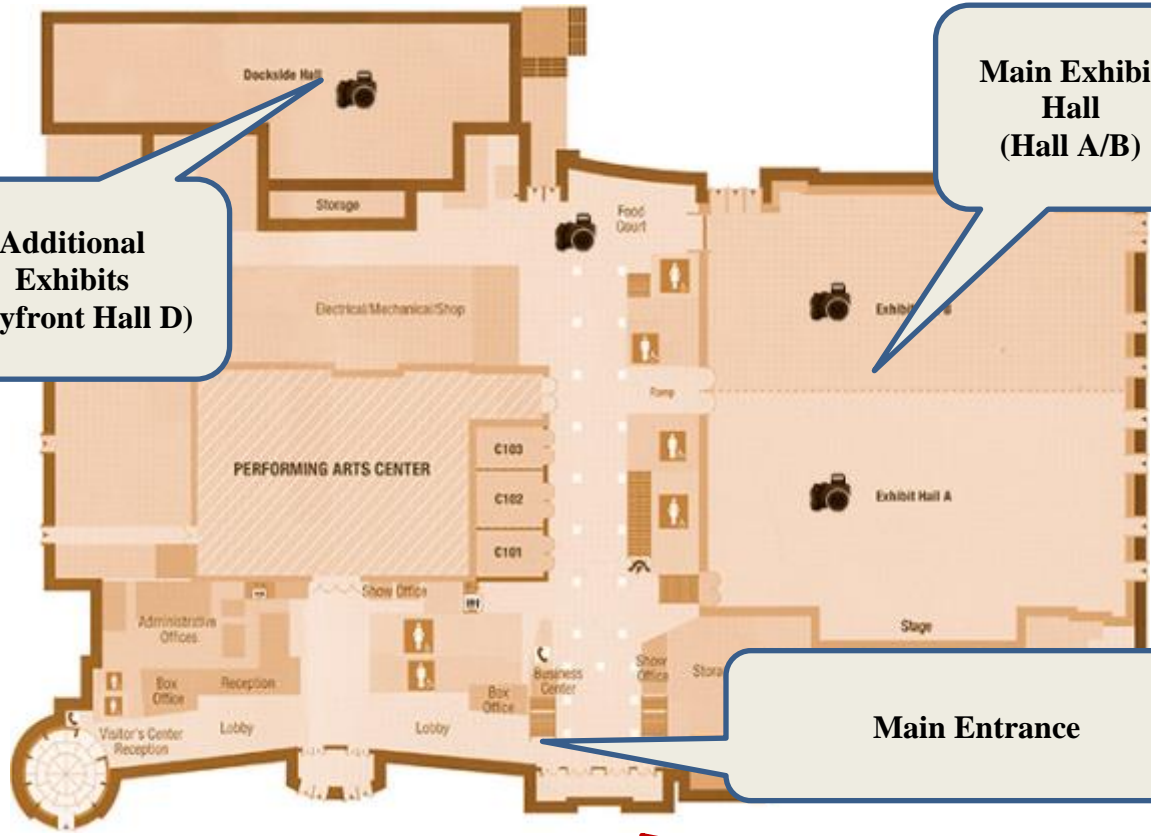 Dockside Hall
Main Exhibi
Hall
(Hall A/B)
Storage
Food
Court
Additional
Exhibits
yfront Hall D)
Electrical/Mechanical/Shop
Exhibit
Ramp
C103
PERFORMING ARTS CENTER
C102
Exhibit Hall A
C101
Show Office
Administrative
Offices
Stage
Show
Office
Stora
Business
Center
Box
Office
Reception
Box
Office
Main Entrance
Visitor's Center
Reception
Lobby
Lobby